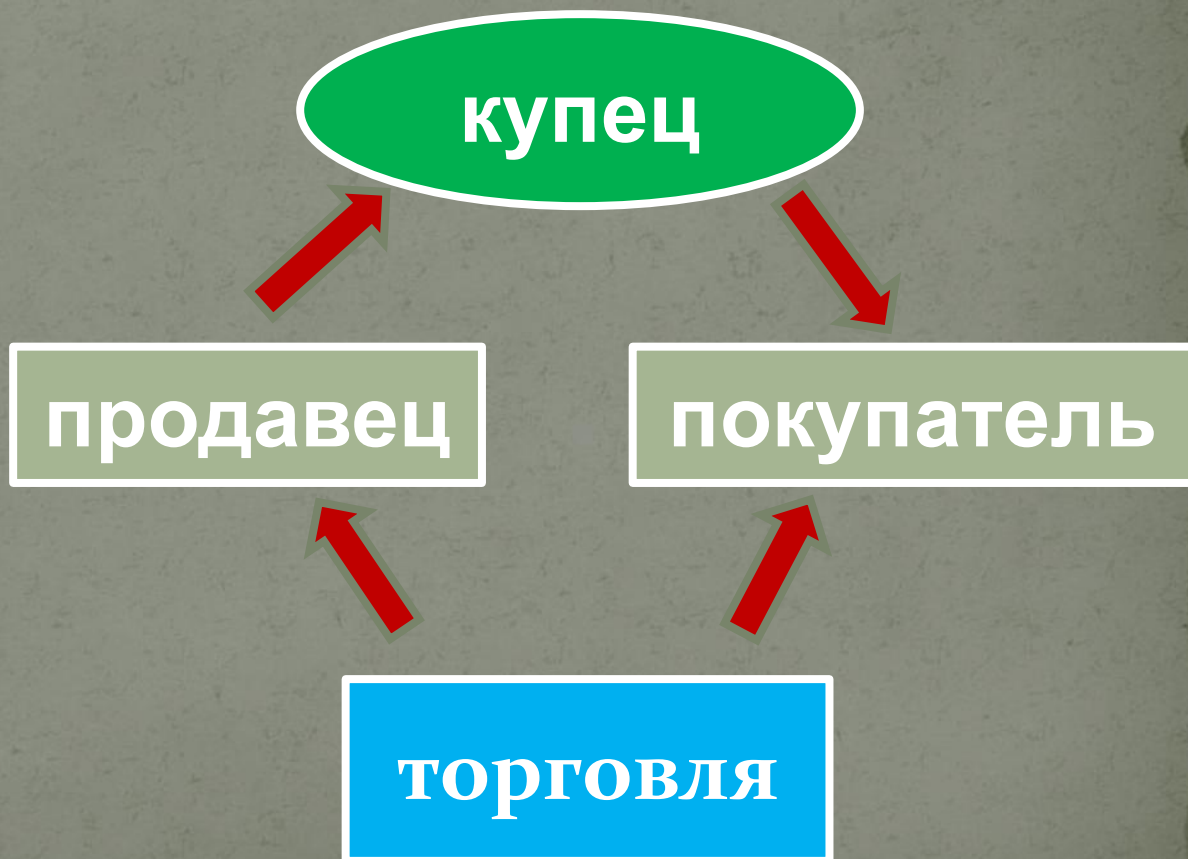 купец
продавец
покупатель
торговля